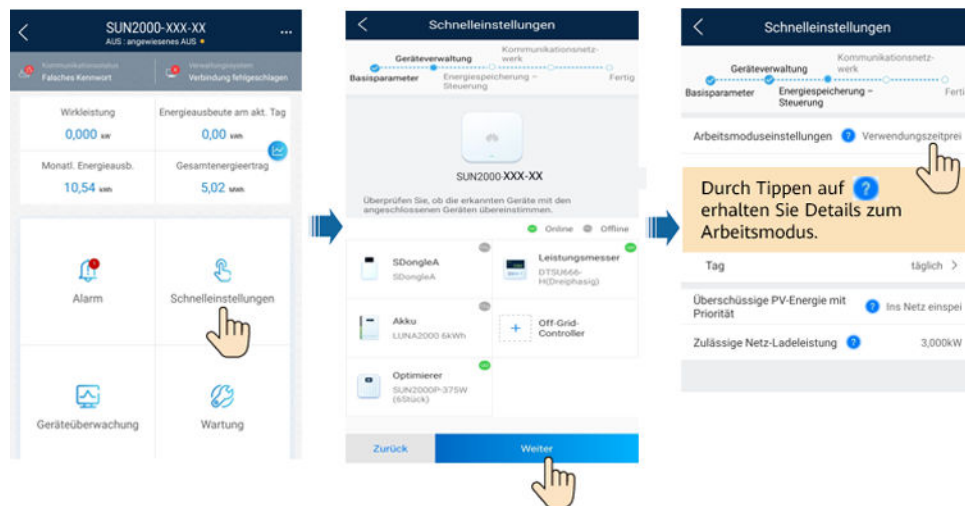 SUN2000-XXX-XX
AUS : angewiesenes AUS
Kommunikationsstatus
Falsches Kennwort
Verwaltungssystem
Verbindung fehlgeschlagen
Wirkleistung
0,000 kW
Energieausbeute am akt. Tag
0,00 kWh
Monatl. Energieausb.
10,54 kWh
Gesamtenergieertrag
5,02 MWh
Alarm
Schnelleinstellungen
Geräteüberwachung
Wartung
Schnelleinstellungen
Geräteverwaltung
Kommunikationsnetz-
werk
Basisparameter
Energiespeicherung –
Steuerung
Fertig
SUN2000-XXX-XX
Überprüfen Sie, ob die erkannten Geräte mit den
angeschlossenen Geräten übereinstimmen.
Online
Offline
SDongleA
SDongleA
Leistungsmesser
DTSU666-
H(Dreiphasig)
Akku
LUNA2000 6kWh
Off-Grid-
Controller
Optimierer
SUN2000P-375W
(6Stück)
Zurück
Weiter
Schnelleinstellungen
Geräteverwaltung
Kommunikationsnetz-
werk
Basisparameter
Energiespeicherung –
Steuerung
Ferti
Arbeitsmoduseinstellungen ? Verwendungszeitprei
Durch Tippen auf ?
erhalten Sie Details zum
Arbeitsmodus.
Tag
täglich >
Überschüssige PV-Energie mit
Priorität
? Ins Netz einspei
Zulässige Netz-Ladeleistung ? 3,000kW